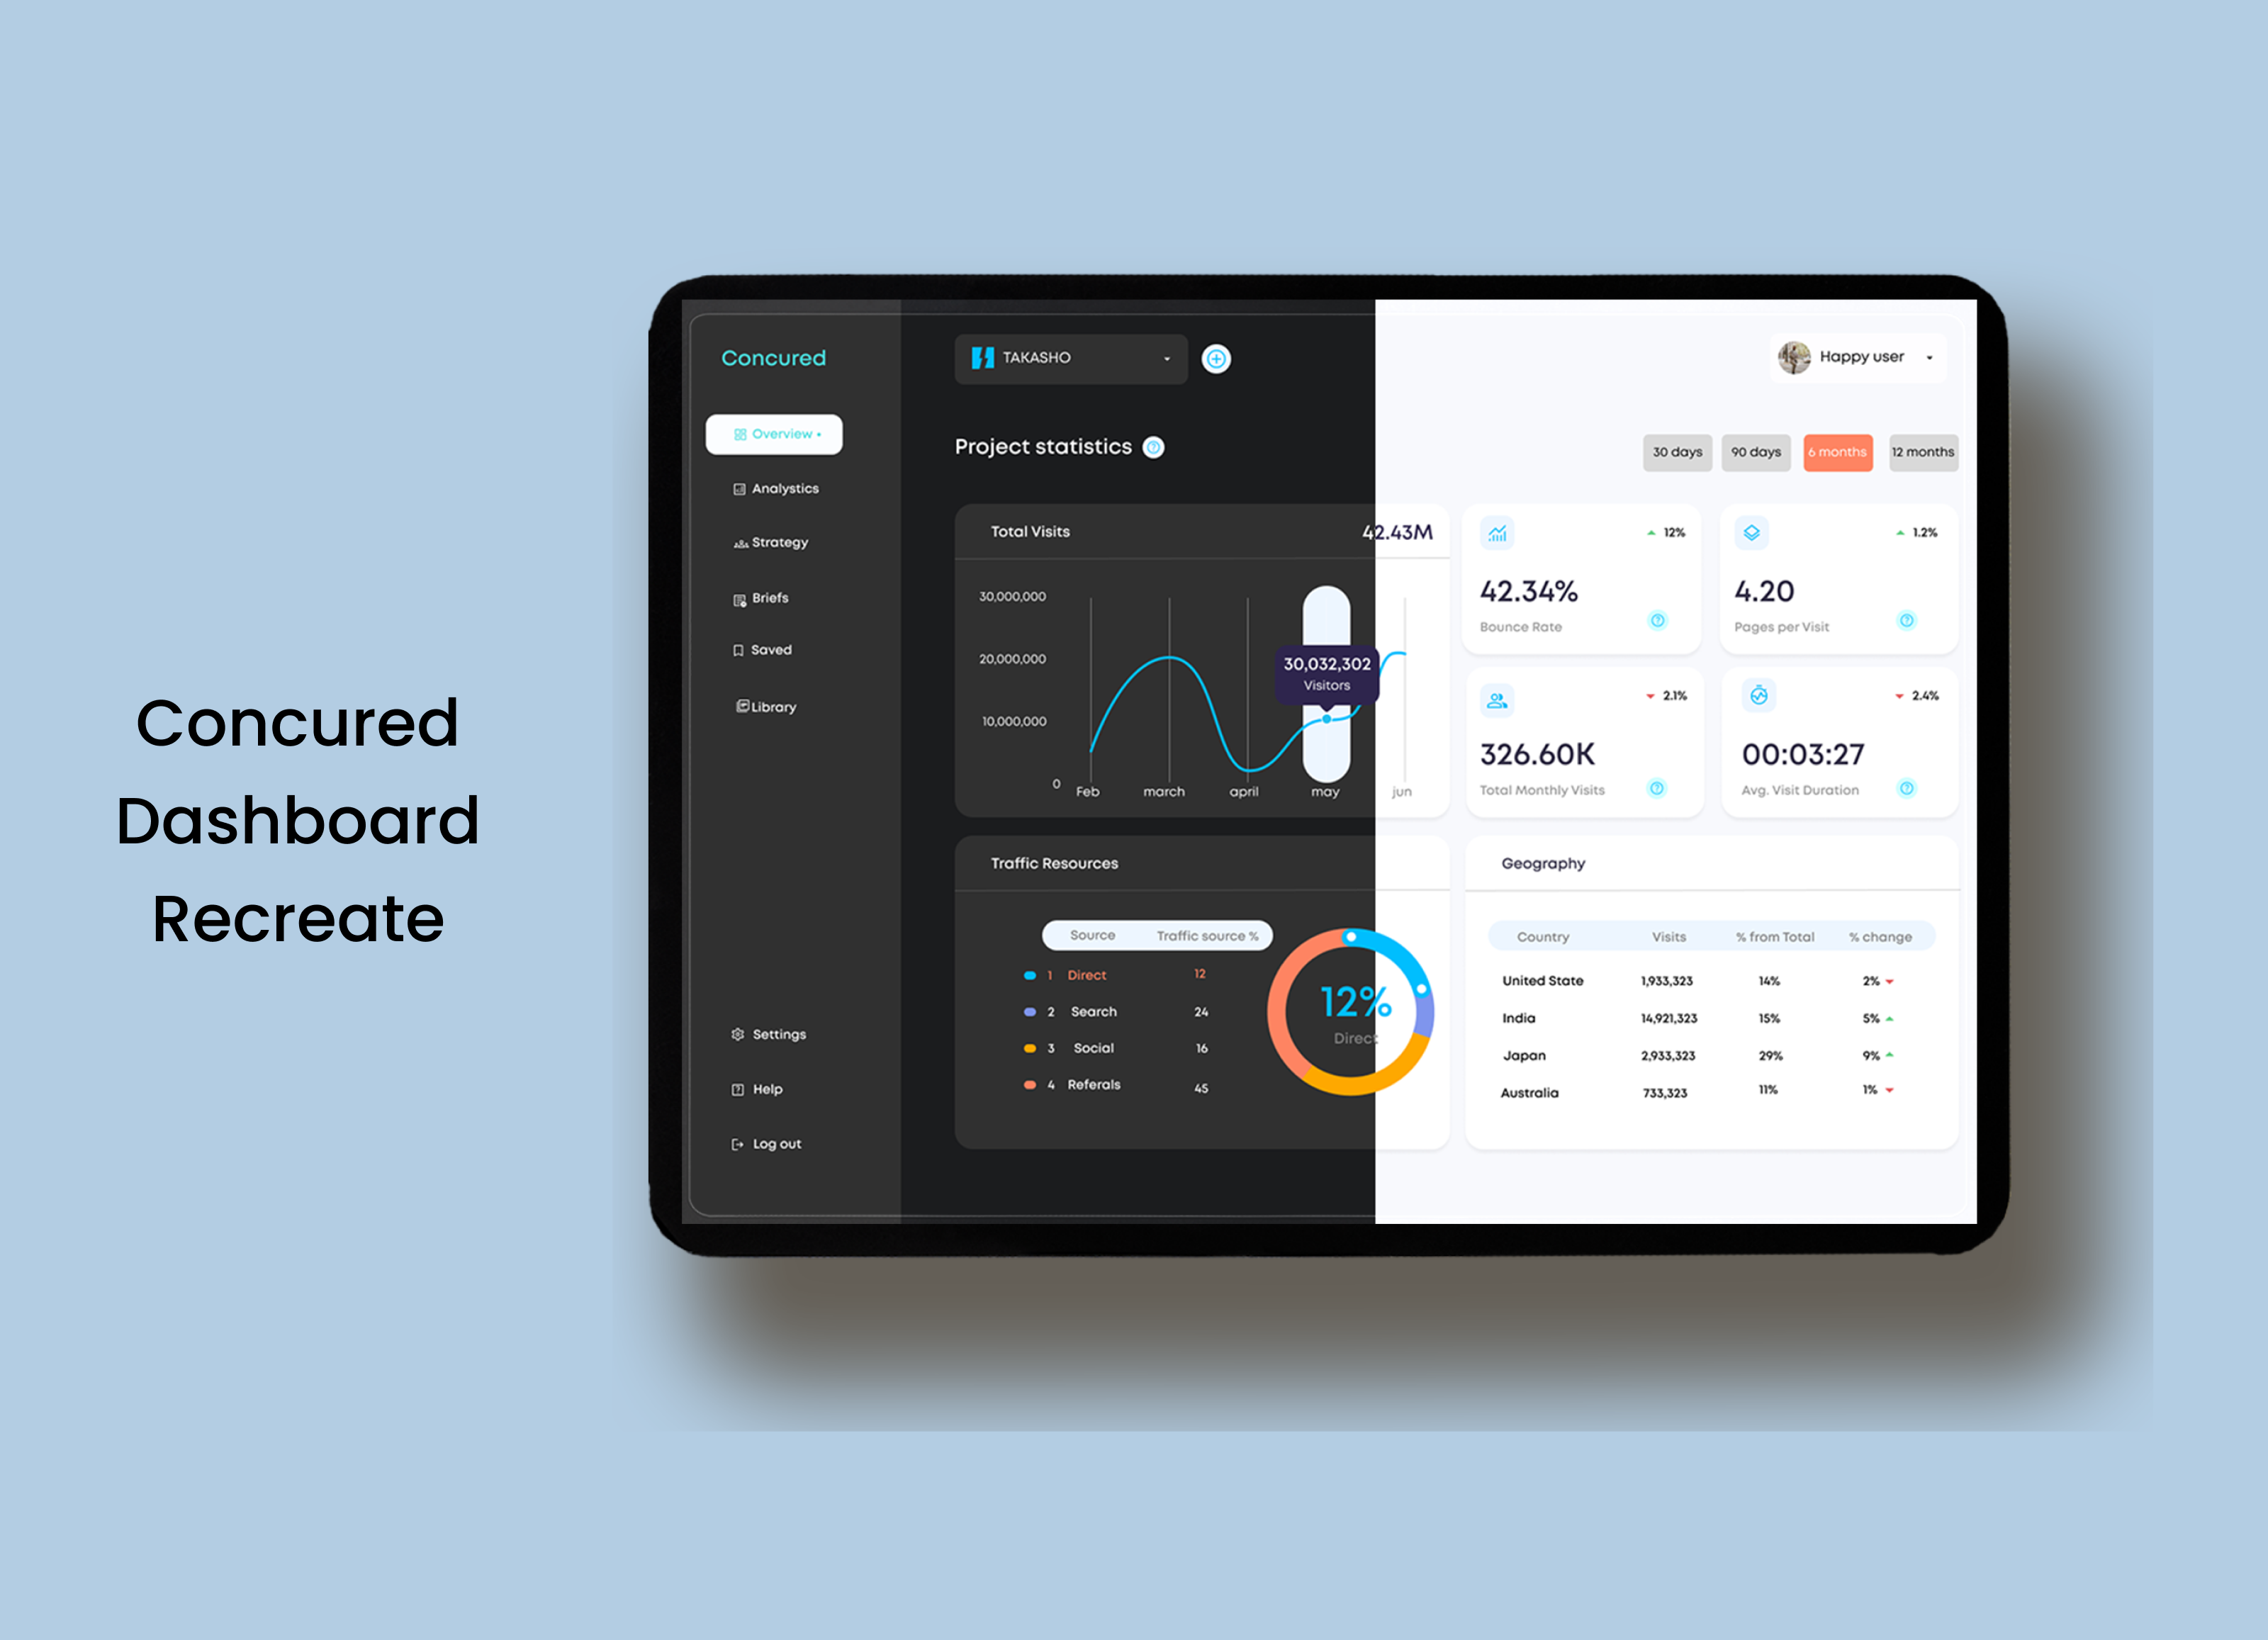 Concured
Dashboard
Recreate
Concured
Overview •
Analystics
Strategy
Briefs
Saved
Library
Settings
Help
Log out
TAKASHO
Happy user
Project statistics
30 days 90 days 6 months 12 months
Total Visits 42.43M
30,000,000
20,000,000
10,000,000
0
30,032,302
Visitors
Feb march april may jun
12%
42.34%
Bounce Rate
1.2%
4.20
Pages per Visit
2.1%
326.60K
Total Monthly Visits
2.4%
00:03:27
Avg. Visit Duration
Traffic Resources
Source Traffic source %
1 Direct 12
2 Search 24
3 Social 16
4 Referals 45
12%
Direct
Geography
Country Visits % from Total % change
United State 1,933,323 14% 2%
India 14,921,323 15% 5%
Japan 2,933,323 29% 9%
Australia 733,323 11% 1%